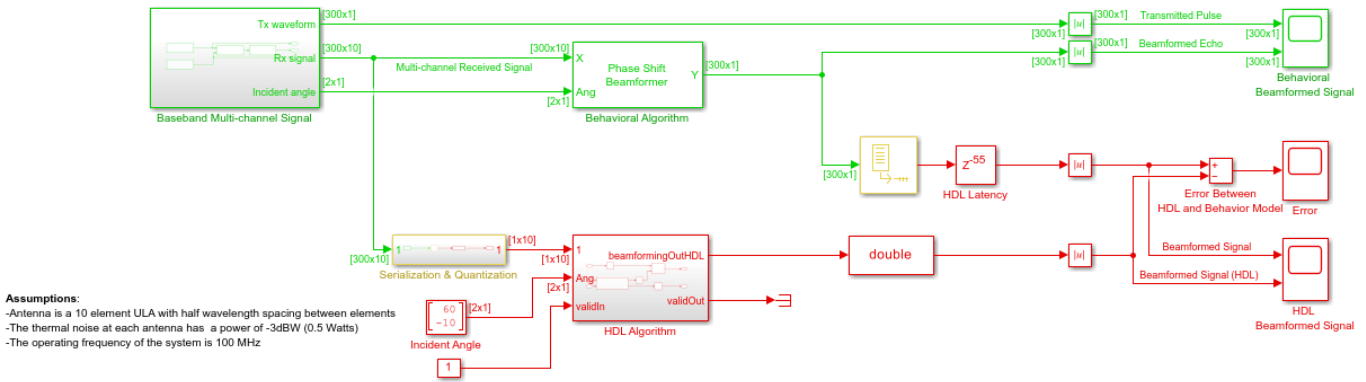 [300x1]
Tx waveform
[300x10]
Rx signal
[2x1]
Incident angle
Baseband Multi-channel Signal
Multi-channel Received Signal
[300x10]
X
Ang
[2x1]
Phase Shift
Beamformer
Y
[300x1]
Behavioral Algorithm
|u|
[300x1]
Transmitted Pulse
[300x1]
[300x1]
|u|
[300x1]
Beamformed Echo
[300x1]
[300x1]
Behavioral
Beamformed Signal
[300x1]
Z-55
HDL Latency
|u|
+
−
Error Between
HDL and Behavior Model
Error
[300x10]
1
1
[1x10]
Serialization & Quantization
[1x10]
1
Ang
[2x1]
validIn
beamformingOutHDL
validOut
HDL Algorithm
double
|u|
Beamformed Signal
Beamformed Signal (HDL)
HDL
Beamformed Signal
60
-10
[2x1]
Incident Angle
1
Assumptions:
-Antenna is a 10 element ULA with half wavelength spacing between elements
-The thermal noise at each antenna has a power of -3dBW (0.5 Watts)
-The operating frequency of the system is 100 MHz